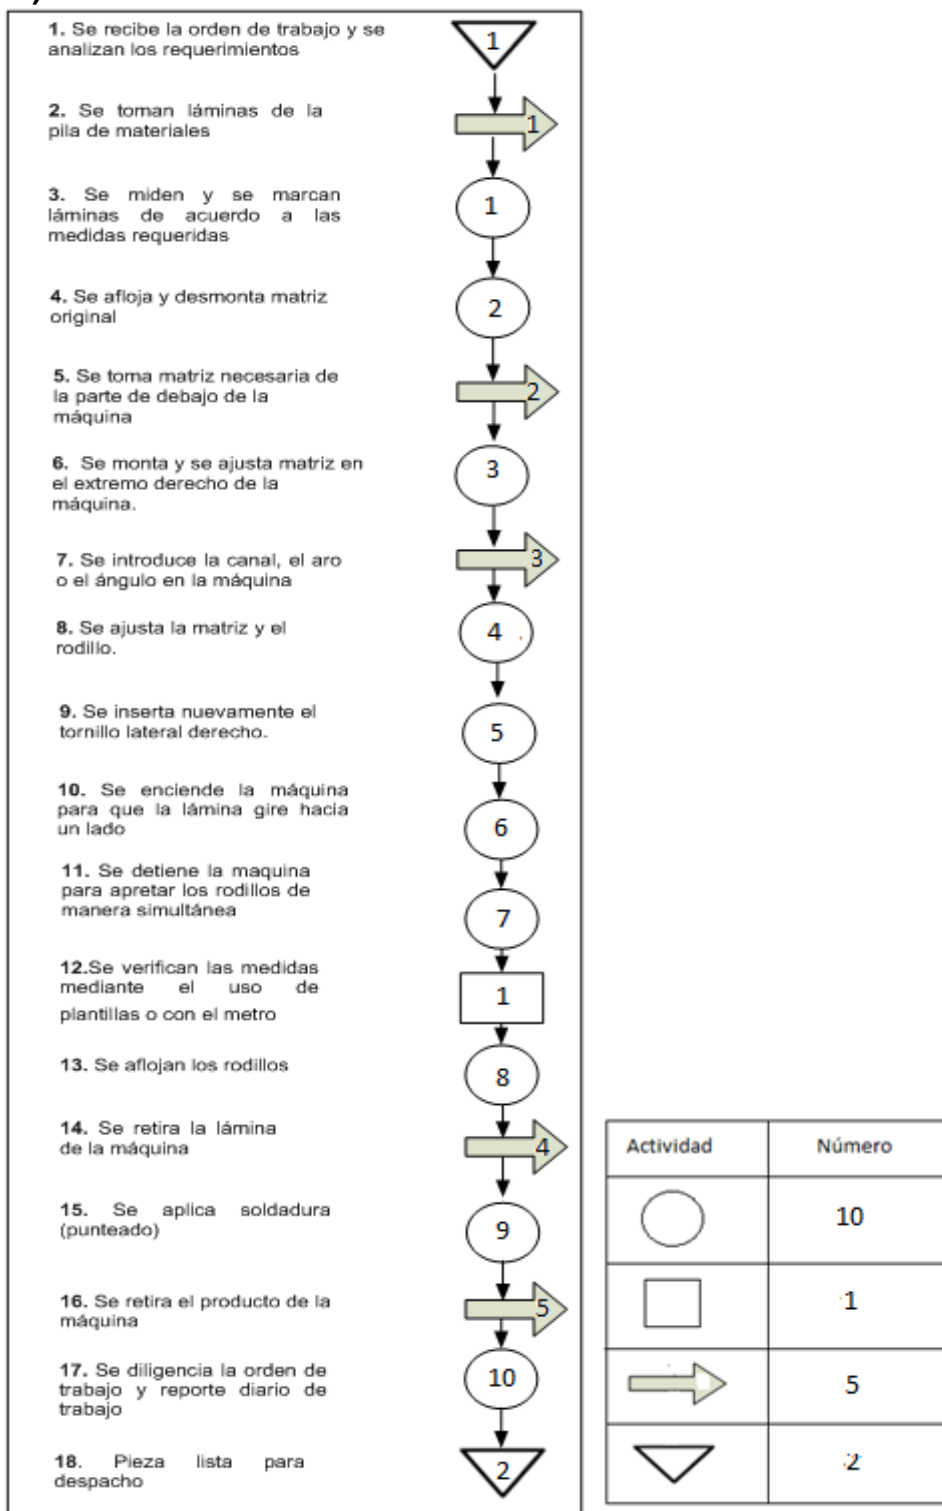 1. Se recibe la orden de trabajo y se
analizan los requerimientos
1
2. Se toman láminas de la
pila de materiales
1
3. Se miden y se marcan
láminas de acuerdo a las
medidas requeridas
1
4. Se afloja y desmonta matriz
original
2
5. Se toma matriz necesaria de
la parte de debajo de la
máquina
2
6. Se monta y se ajusta matriz en
el extremo derecho de la
máquina.
3
7. Se introduce la canal, el aro
o el ángulo en la máquina
3
8. Se ajusta la matriz y el
rodillo.
4
9. Se inserta nuevamente el
tornillo lateral derecho.
5
10. Se enciende la máquina
para que la lámina gire hacia
un lado
6
11. Se detiene la maquina
para apretar los rodillos de
manera simultánea
7
12.Se verifican las medidas
mediante el uso de
plantillas o con el metro
1
13. Se aflojan los rodillos
8
14. Se retira la lámina
de la máquina
4
15. Se aplica soldadura
(punteado)
9
16. Se retira el producto de la
máquina
5
17. Se diligencia la orden de
trabajo y reporte diario de
trabajo
10
18. Pieza lista para
despacho
2
Actividad Número
10
1
5
2